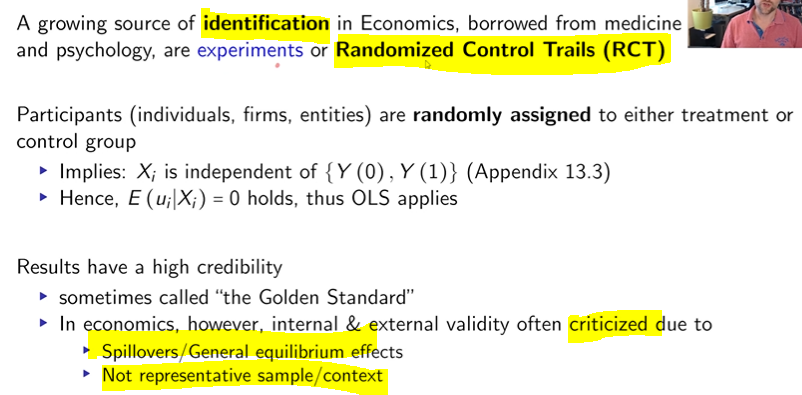 A growing source of identification in Economics, borrowed from medicine
and psychology, are experiments or Randomized Control Trails (RCT)
Participants (individuals, firms, entities) are randomly assigned to either treatment or
control group
▸ Implies: Xᵢ is independent of {Y (0), Y (1)} (Appendix 13.3)
▸ Hence, E (uᵢ|Xᵢ) = 0 holds, thus OLS applies
Results have a high credibility
▸ sometimes called “the Golden Standard”
▸ In economics, however, internal & external validity often criticized due to
▸ Spillovers/General equilibrium effects
▸ Not representative sample/context